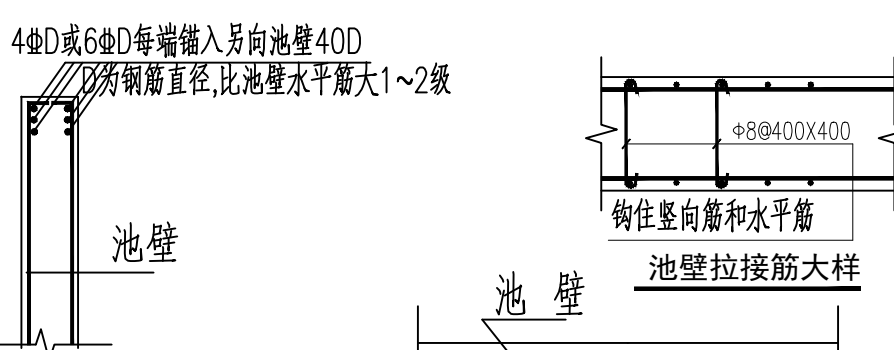 4ΦD或6ΦD每端锚入另向池壁40D
D为钢筋直径,比池壁水平筋大1~2级
Φ8@400X400
钩住竖向筋和水平筋
池壁
池壁拉接筋大样
池 壁